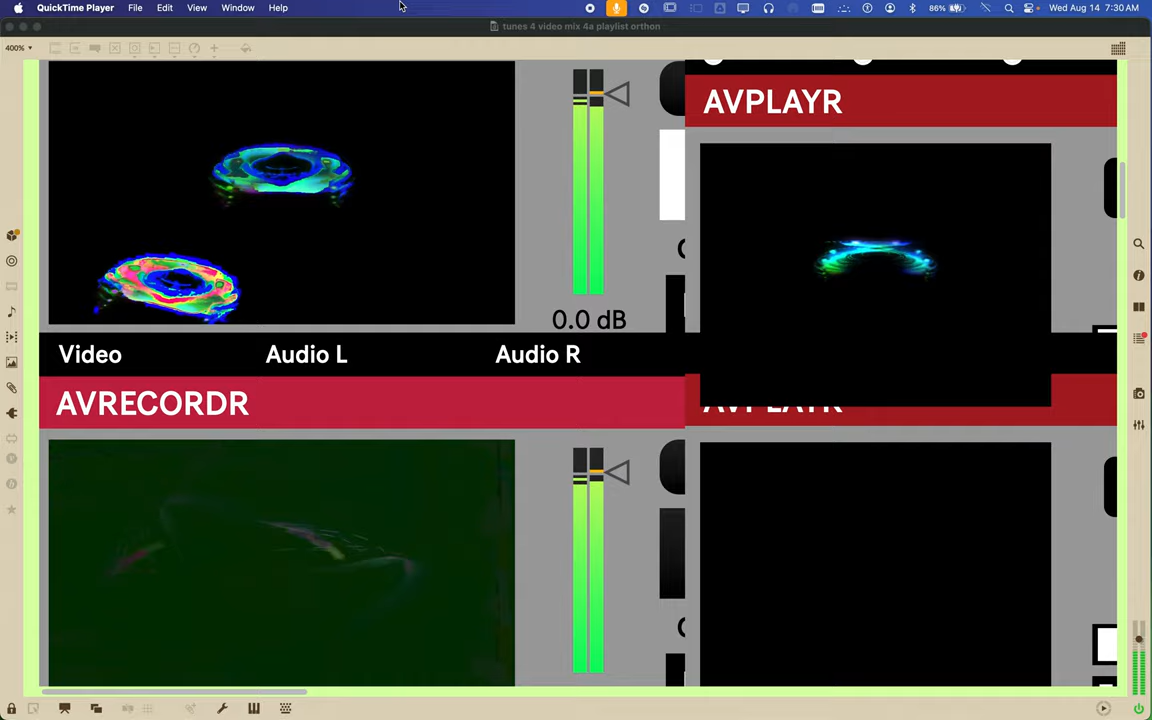 QuickTime Player File Edit View Window Help
86% Wed Aug 14 7:30 AM
tunes 4 video mix 4a playlist orthon
400%
AVPLAYR
0.0 dB
Video Audio L Audio R
AVRECORDR
AVPLAYR